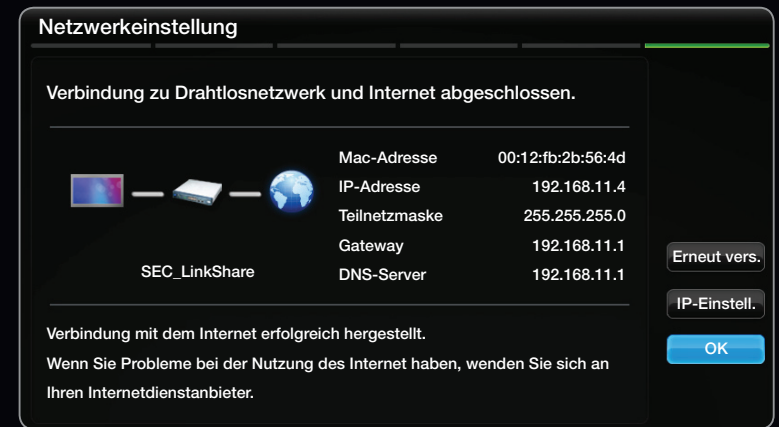 Netzwerkeinstellung
Verbindung zu Drahtlosnetzwerk und Internet abgeschlossen.
Mac-Adresse 00:12:fb:2b:56:4d
IP-Adresse 192.168.11.4
Teilnetzmaske 255.255.255.0
Gateway 192.168.11.1
SEC_LinkShare
DNS-Server 192.168.11.1
Erneut vers.
IP-Einstell.
OK
Verbindung mit dem Internet erfolgreich hergestellt.
Wenn Sie Probleme bei der Nutzung des Internet haben, wenden Sie sich an
Ihren Internetdienstanbieter.